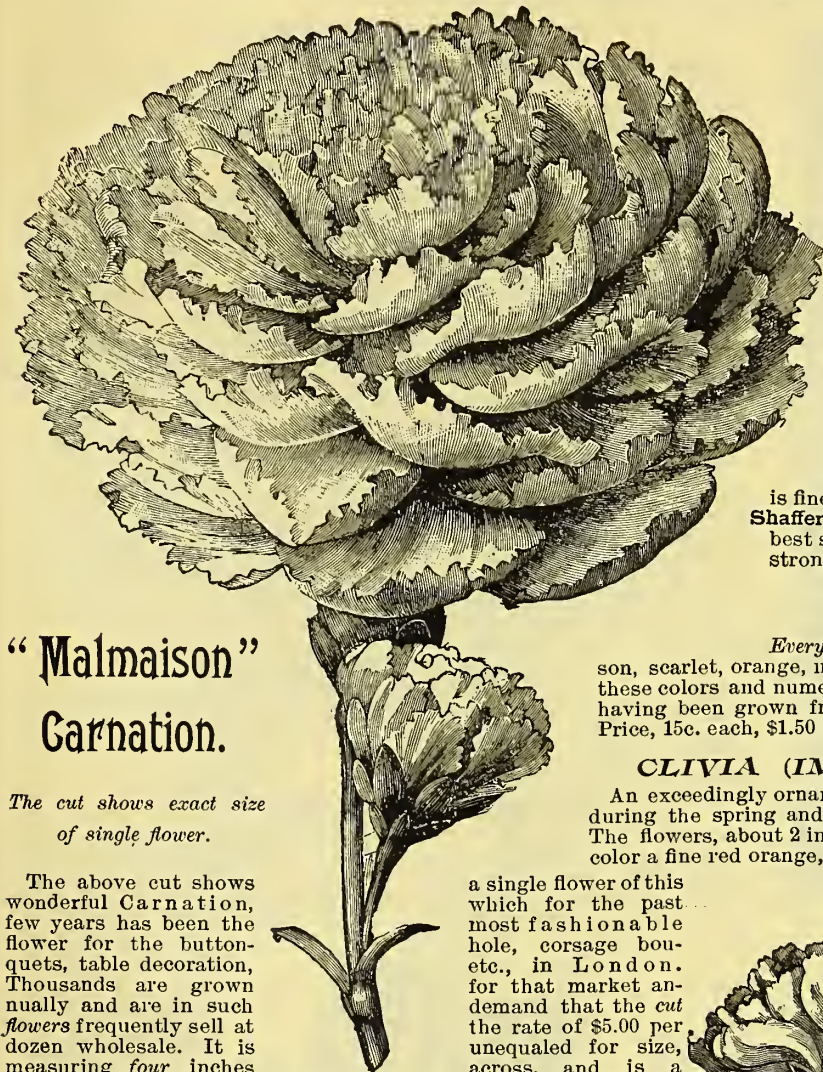 "Malmaison"
Carnation.
The cut shows exact size
of single flower.
The above cut shows a single flower of this
wonderful Carnation, which for the past
few years has been the most fashionable
flower for the button-hole, corsage bou-
quets, table decoration, etc., in London.
Thousands are grown for that market an-
nually and are in such demand that the cut
flowers frequently sell at the rate of $5.00 per
dozen wholesale. It is unequaled for size,
measuring four inches across, and is a
is fine
Shaffer
best s
stron
Every
son, scarlet, orange,
these colors and nume
having been grown fr
Price, 15c. each, $1.50
CLIVIA (IM
An exceedingly ornar
during the spring and
The flowers, about 2 in
color a fine red orange,